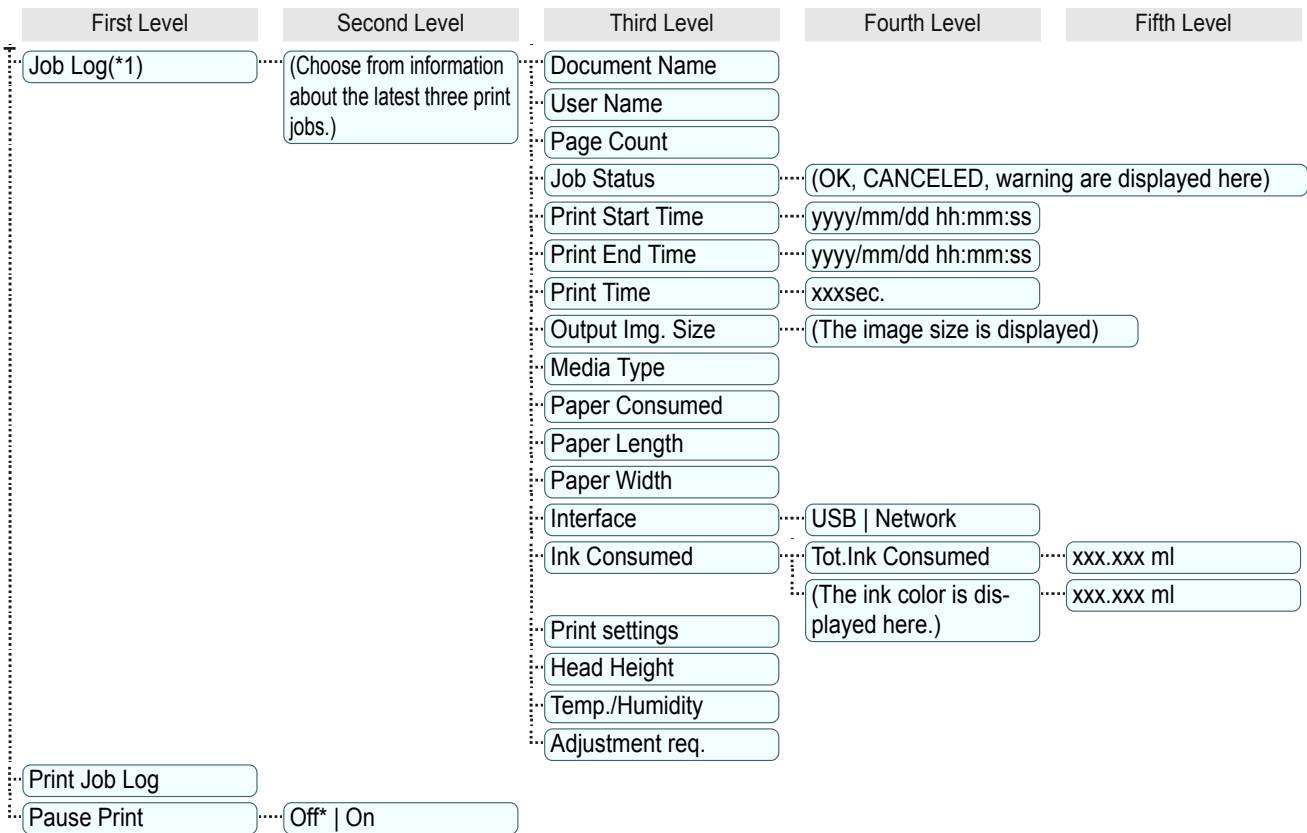 First Level Second Level Third Level Fourth Level Fifth Level
Job Log(*1) (Choose from information Document Name
about the latest three print
jobs.)
User Name
Page Count
Job Status (OK, CANCELED, warning are displayed here)
Print Start Time yyyy/mm/dd hh:mm:ss
Print End Time yyyy/mm/dd hh:mm:ss
Print Time xxxsec.
Output Img. Size (The image size is displayed)
Media Type
Paper Consumed
Paper Length
Paper Width
Interface USB | Network
Ink Consumed Tot.Ink Consumed xxx.xxx ml
(The ink color is dis- xxx.xxx ml
played here.)
Print settings
Head Height
Temp./Humidity
Adjustment req.
Print Job Log
Pause Print Off* | On